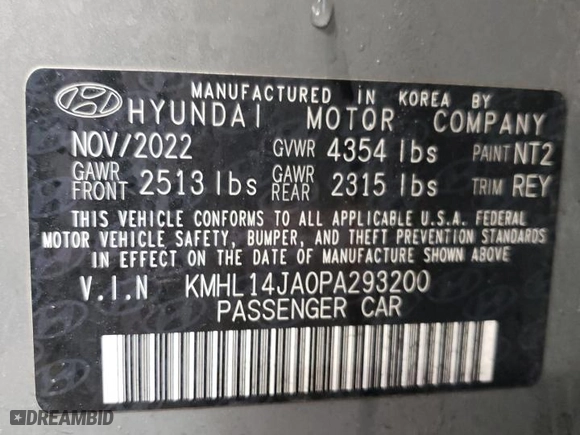 MANUFACTURED IN KOREA BY
HYUNDAI MOTOR COMPANY
NOV/2022 GVWR 4354 lbs PAINT NT2
GAWR FRONT 2513 lbs GAWR REAR 2315 lbs TRIM REY
THIS VEHICLE CONFORMS TO ALL APPLICABLE U.S.A. FEDERAL
MOTOR VEHICLE SAFETY, BUMPER, AND THEFT PREVENTION STANDARDS
IN EFFECT ON THE DATE OF MANUFACTURE SHOWN ABOVE.
V.I.N KMHL14JA0PA293200
PASSENGER CAR
DREAMBID